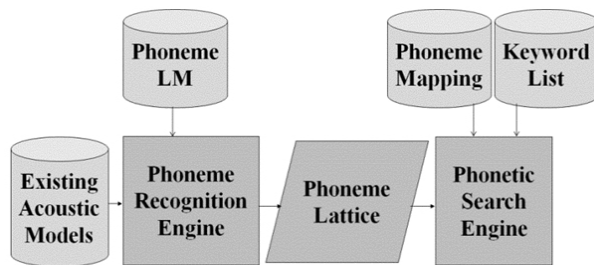 Phoneme
LM
Phoneme
Mapping
Keyword
List
Existing
Acoustic
Models
Phoneme
Recognition
Engine
Phoneme
Lattice
Phonetic
Search
Engine